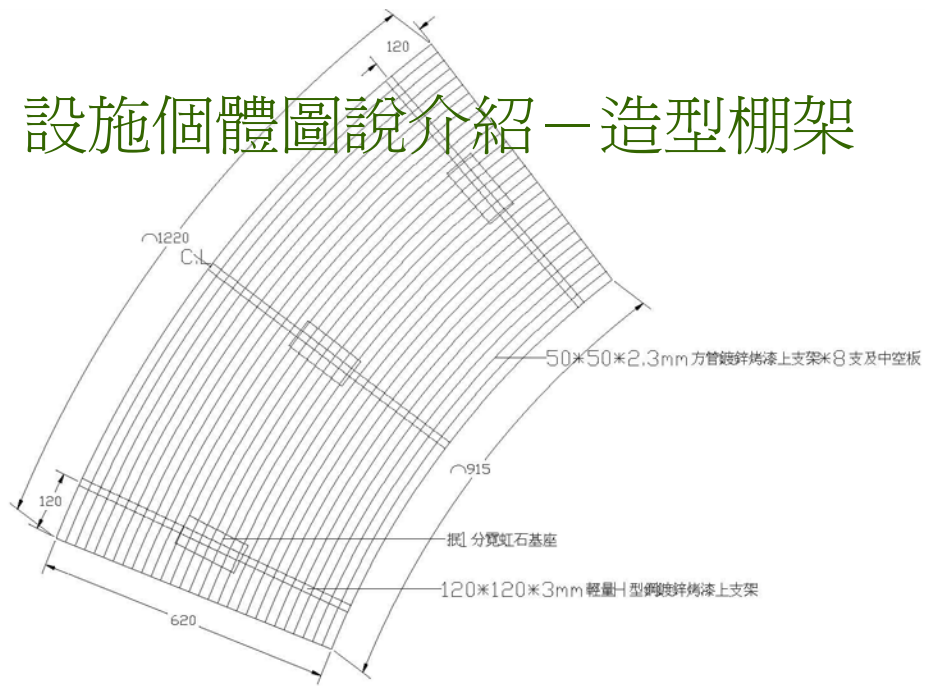 120
設施個體圖說介紹－造型棚架
⌒1220
C.L
50*50*2.3mm 方管鍍鋅烤漆上支架*8 支及中空板
⌒915
120
抿1 分霓虹石基座
120*120*3mm 輕量H 型鋼鍍鋅烤漆上支架
620